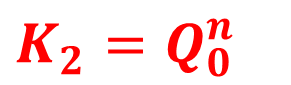 K₂ = Q₀ⁿ